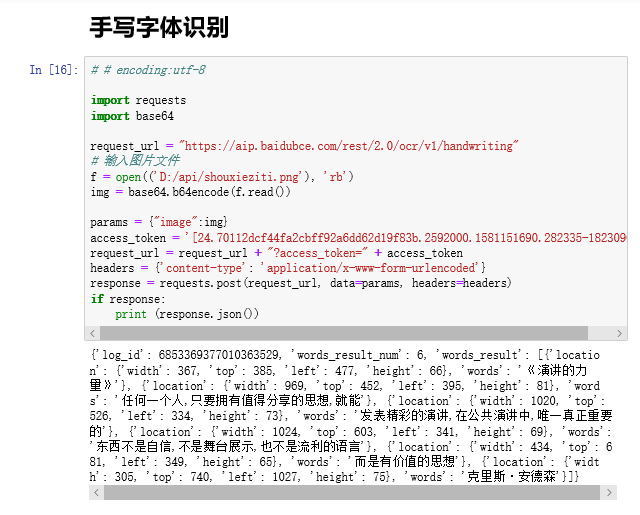 手写字体识别
In [16]:
# # encoding:utf-8
import requests
import base64
request_url = "https://aip.baidubce.com/rest/2.0/ocr/v1/handwriting"
# 输入图片文件
f = open(('D:/api/shouxieziti.png'), 'rb')
img = base64.b64encode(f.read())
params = {"image":img}
access_token = '[24.70112dcf44fa2cbff92a6dd62d19f83b.2592000.1581151690.282335-1823090
request_url = request_url + "?access_token=" + access_token
headers = {'content-type': 'application/x-www-form-urlencoded'}
response = requests.post(request_url, data=params, headers=headers)
if response:
    print (response.json())
{'log_id': 6853369377010363529, 'words_result_num': 6, 'words_result': [{'locatio
n': {'width': 367, 'top': 385, 'left': 477, 'height': 66}, 'words': '《演讲的力
量》'}, {'location': {'width': 969, 'top': 452, 'left': 395, 'height': 81}, 'word
s': '任何一个人,只要拥有值得分享的思想,就能'}, {'location': {'width': 1020, 'top':
526, 'left': 334, 'height': 73}, 'words': '发表精彩的演讲,在公共演讲中,唯一真正重要
的'}, {'location': {'width': 1024, 'top': 603, 'left': 341, 'height': 69}, 'words':
'东西不是自信,不是舞台展示,也不是流利的语言'}, {'location': {'width': 434, 'top': 6
81, 'left': 349, 'height': 65}, 'words': '而是有价值的思想'}, {'location': {'widt
h': 305, 'top': 740, 'left': 1027, 'height': 75}, 'words': '克里斯·安德森'}]}